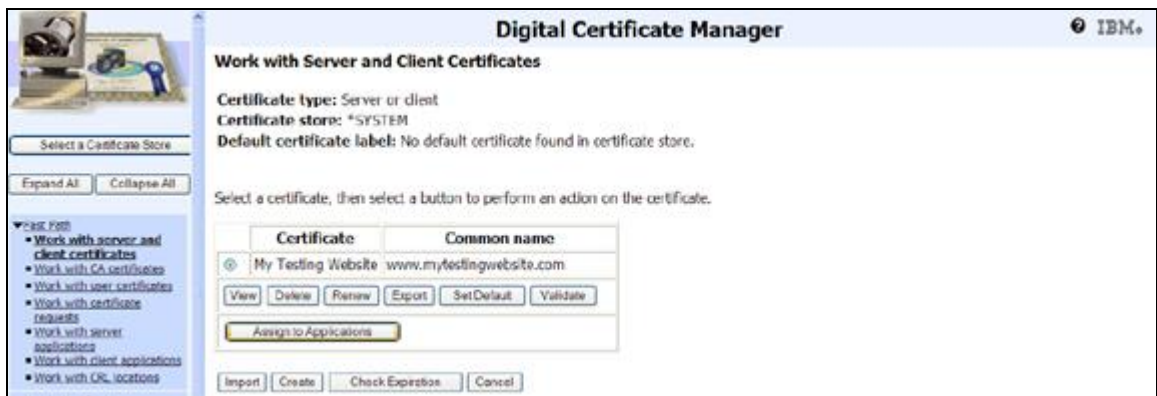 Digital Certificate Manager
IBM
Select a Certificate Store
Expand All
Collapse All
Fast Path
Work with server and
client certificates
Work with CA certificates
Work with user certificates
Work with certificate
requests
Work with server
applications
Work with client applications
Work with CRL locations
Work with Server and Client Certificates
Certificate type: Server or client
Certificate store: *SYSTEM
Default certificate label: No default certificate found in certificate store.
Select a certificate, then select a button to perform an action on the certificate.
Certificate Common name
My Testing Website www.mytestingwebsite.com
View Delete Renew Export Set Default Validate
Assign to Applications
Import Create Check Expiration Cancel